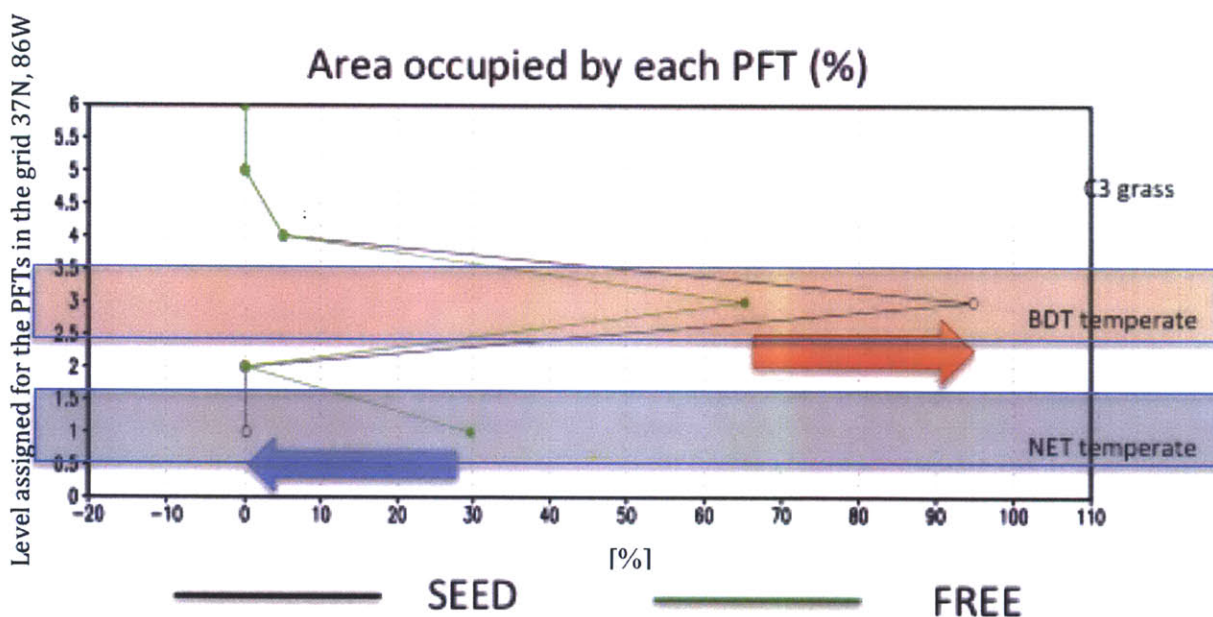 Area occupied by each PFT (%)
Level assigned for the PFTs in the grid 37N, 86W
6
5.5
5
4.5
4
3.5
3
2.5
2
1.5
1
0.5
0
C3 grass
BDT temperate
NET temperate
-20 -10 0 10 20 30 40 50 60 70 80 90 100 110
[%]
SEED FREE